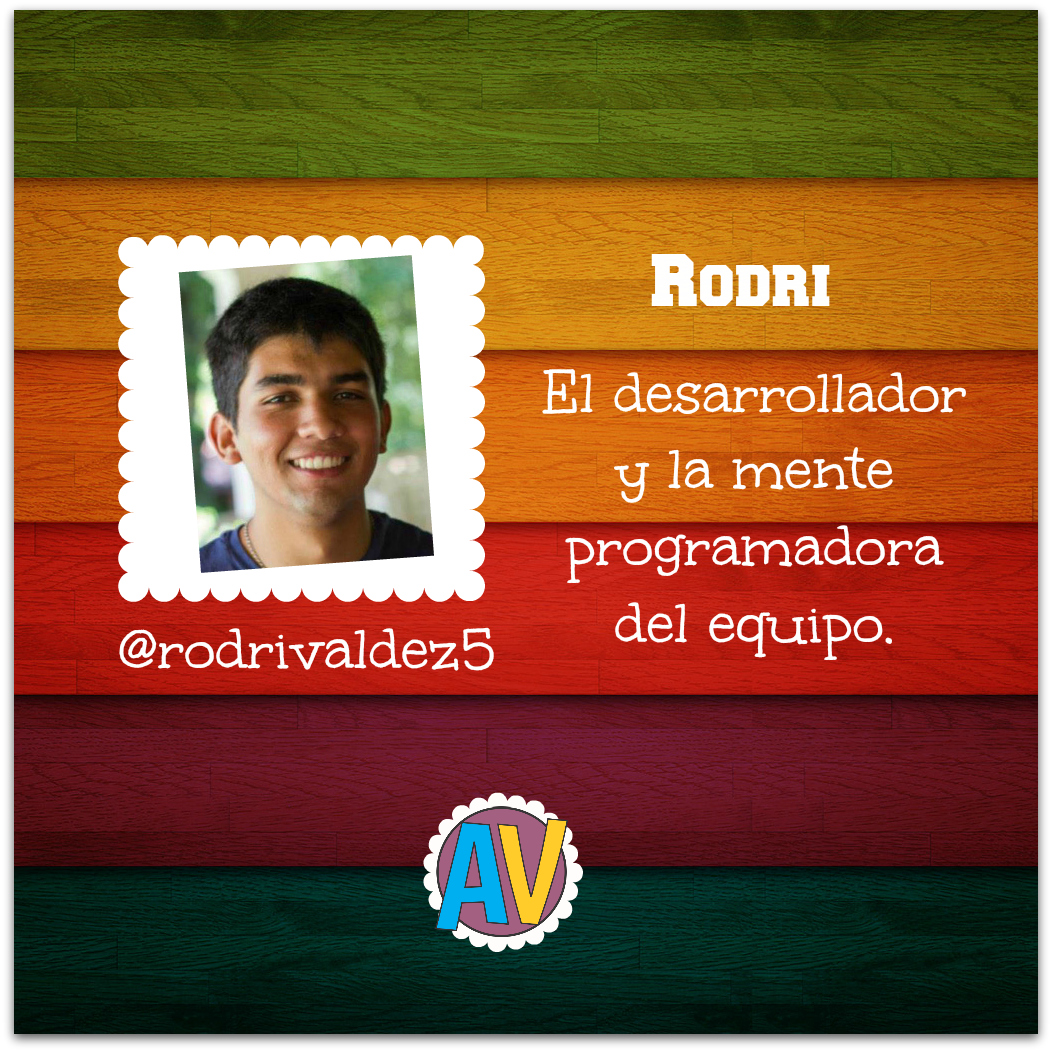 Rodri
El desarrollador
y la mente
programadora
del equipo.
@rodrivaldez5
AV